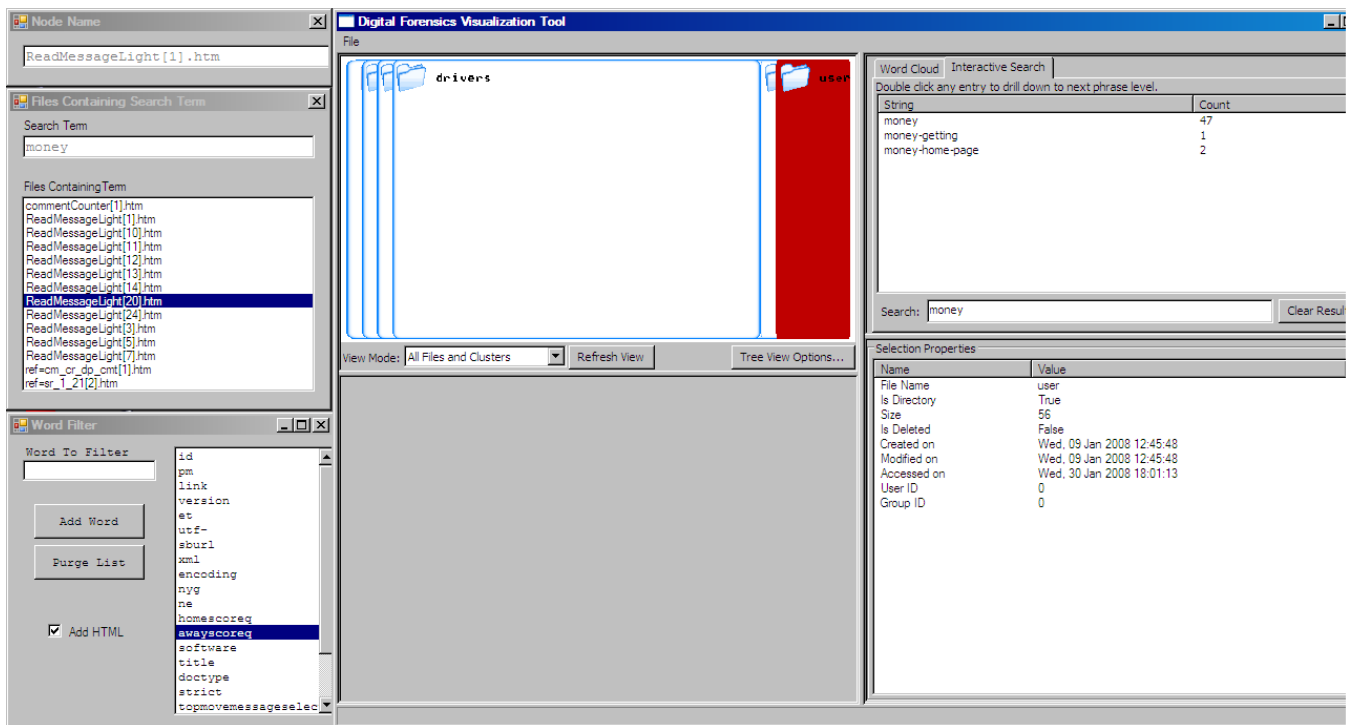 Node Name
ReadMessageLight[1].htm
Files Containing Search Term
Search Term
money
Files Containing Term
commentCounter[1].htm
ReadMessageLight[1].htm
ReadMessageLight[10].htm
ReadMessageLight[11].htm
ReadMessageLight[12].htm
ReadMessageLight[13].htm
ReadMessageLight[14].htm
ReadMessageLight[20].htm
ReadMessageLight[24].htm
ReadMessageLight[3].htm
ReadMessageLight[5].htm
ReadMessageLight[7].htm
ref=cm_cr_dp_cmt[1].htm
ref=sr_1_21[2].htm
Word Filter
Word To Filter
Add Word
Purge List
Add HTML
id
pm
link
version
et
utf-
sburl
xml
encoding
nyg
ne
homescoreq
awayscoreq
software
title
doctype
strict
topmovemessageselec
Digital Forensics Visualization Tool
File
drivers
user
View Mode: All Files and Clusters Refresh View Tree View Options...
Word Cloud Interactive Search
Double click any entry to drill down to next phrase level.
String Count
money 47
money-getting 1
money-home-page 2
Search: money Clear Resul
Selection Properties
Name Value
File Name user
Is Directory True
Size 56
Is Deleted False
Created on Wed, 09 Jan 2008 12:45:48
Modified on Wed, 09 Jan 2008 12:45:48
Accessed on Wed, 30 Jan 2008 18:01:13
User ID 0
Group ID 0